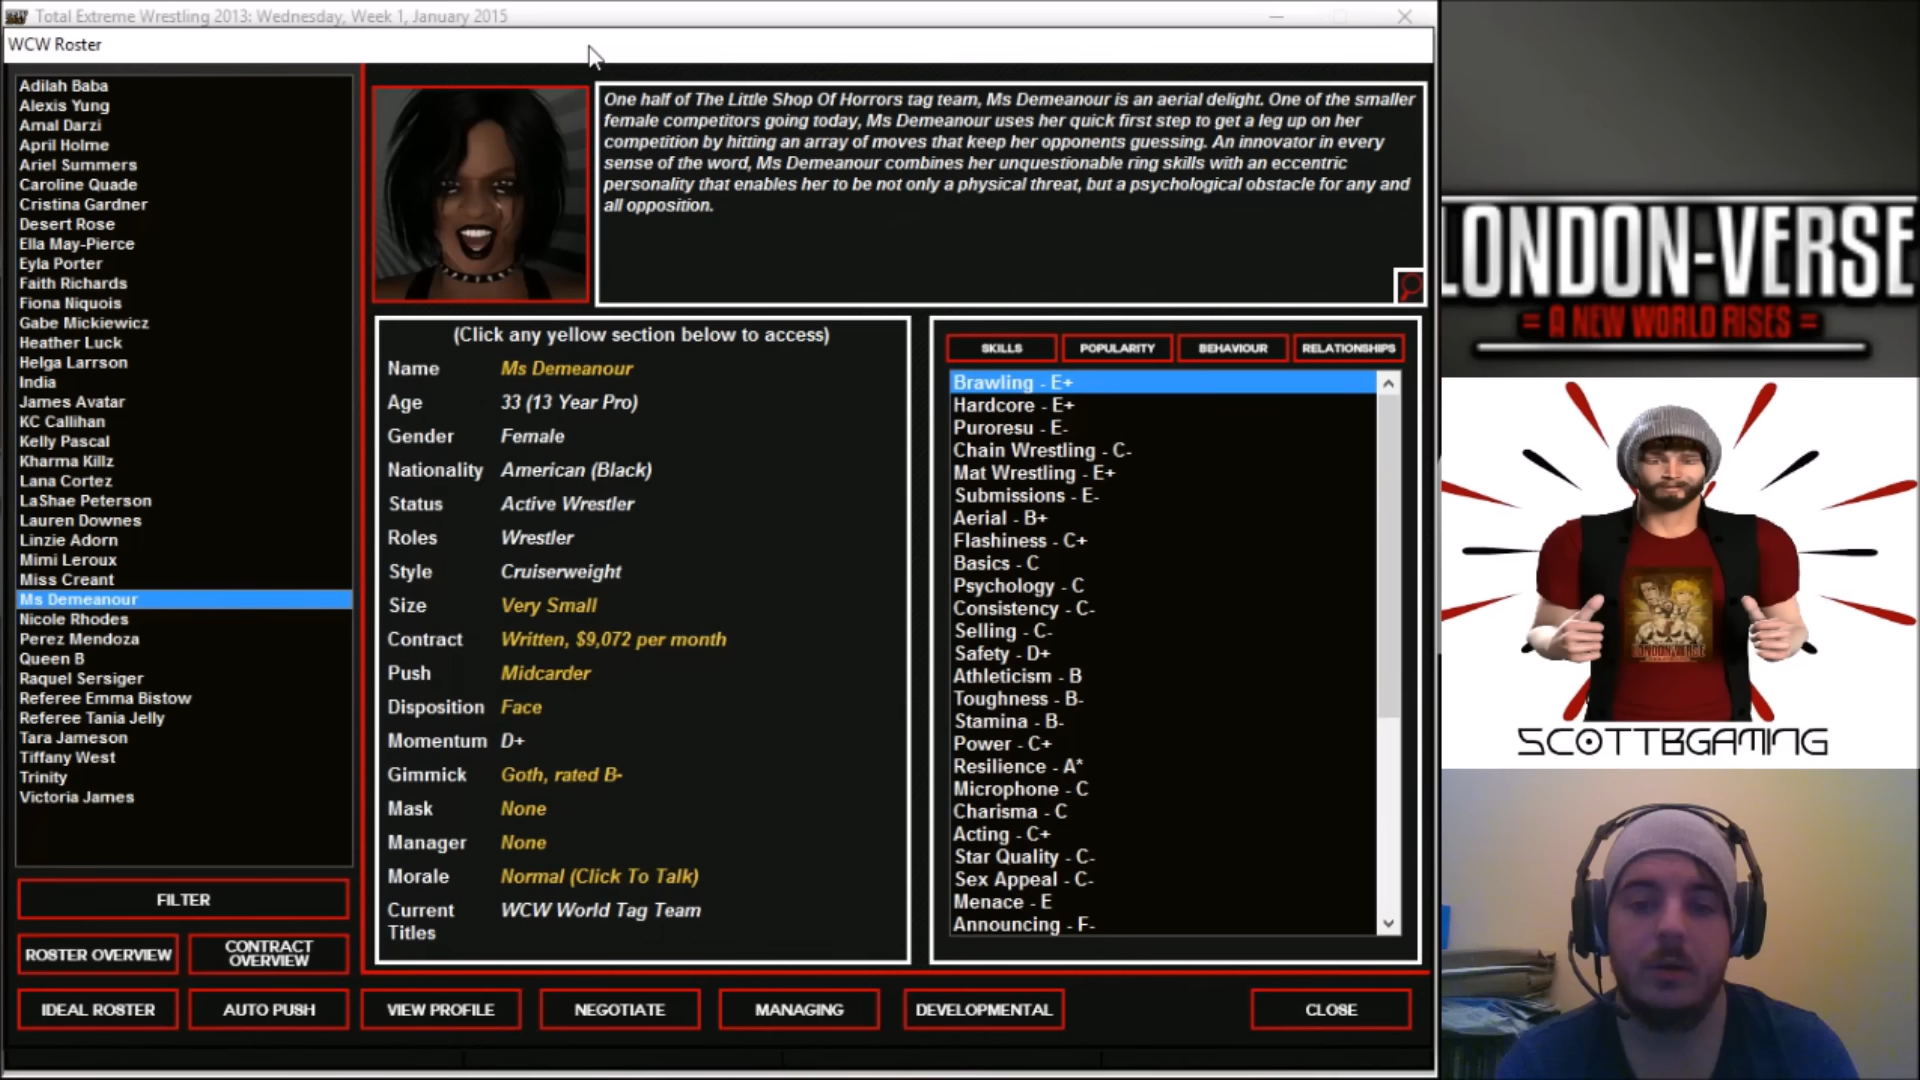 Total Extreme Wrestling 2013: Wednesday, Week 1, January 2015
WCW Roster
Adilah Baba
Alexis Yung
Amal Darzi
April Holme
Ariel Summers
Caroline Quade
Cristina Gardner
Desert Rose
Ella May-Pierce
Eyla Porter
Faith Richards
Fiona Niquois
Gabe Mickiewicz
Heather Luck
Helga Larrson
India
James Avatar
KC Callihan
Kelly Pascal
Kharma Killz
Lana Cortez
LaShae Peterson
Lauren Downes
Linzie Adorn
Mimi Leroux
Miss Creant
Ms Demeanour
Nicole Rhodes
Perez Mendoza
Queen B
Raquel Sersiger
Referee Emma Bistow
Referee Tania Jelly
Tara Jameson
Tiffany West
Trinity
Victoria James
FILTER
ROSTER OVERVIEW
CONTRACT
OVERVIEW
IDEAL ROSTER
AUTO PUSH
VIEW PROFILE
NEGOTIATE
MANAGING
DEVELOPMENTAL
CLOSE
One half of The Little Shop Of Horrors tag team, Ms Demeanour is an aerial delight. One of the smaller
female competitors going today, Ms Demeanour uses her quick first step to get a leg up on her
competition by hitting an array of moves that keep her opponents guessing. An innovator in every
sense of the word, Ms Demeanour combines her unquestionable ring skills with an eccentric
personality that enables her to be not only a physical threat, but a psychological obstacle for any and
all opposition.
(Click any yellow section below to access)
Name Ms Demeanour
Age 33 (13 Year Pro)
Gender Female
Nationality American (Black)
Status Active Wrestler
Roles Wrestler
Style Cruiserweight
Size Very Small
Contract Written, $9,072 per month
Push Midcarder
Disposition Face
Momentum D+
Gimmick Goth, rated B-
Mask None
Manager None
Morale Normal (Click To Talk)
Current WCW World Tag Team
Titles
SKILLS
POPULARITY
BEHAVIOUR
RELATIONSHIPS
Brawling - E+
Hardcore - E+
Puroresu - E-
Chain Wrestling - C-
Mat Wrestling - E+
Submissions - E-
Aerial - B+
Flashiness - C+
Basics - C
Psychology - C
Consistency - C-
Selling - C-
Safety - D+
Athleticism - B
Toughness - B-
Stamina - B-
Power - C+
Resilience - A*
Microphone - C
Charisma - C
Acting - C+
Star Quality - C-
Sex Appeal - C-
Menace - E
Announcing - F-
LONDON-VERSE
= A NEW WORLD RISES =
LONDON-VERSE
SCOTTBGAMING